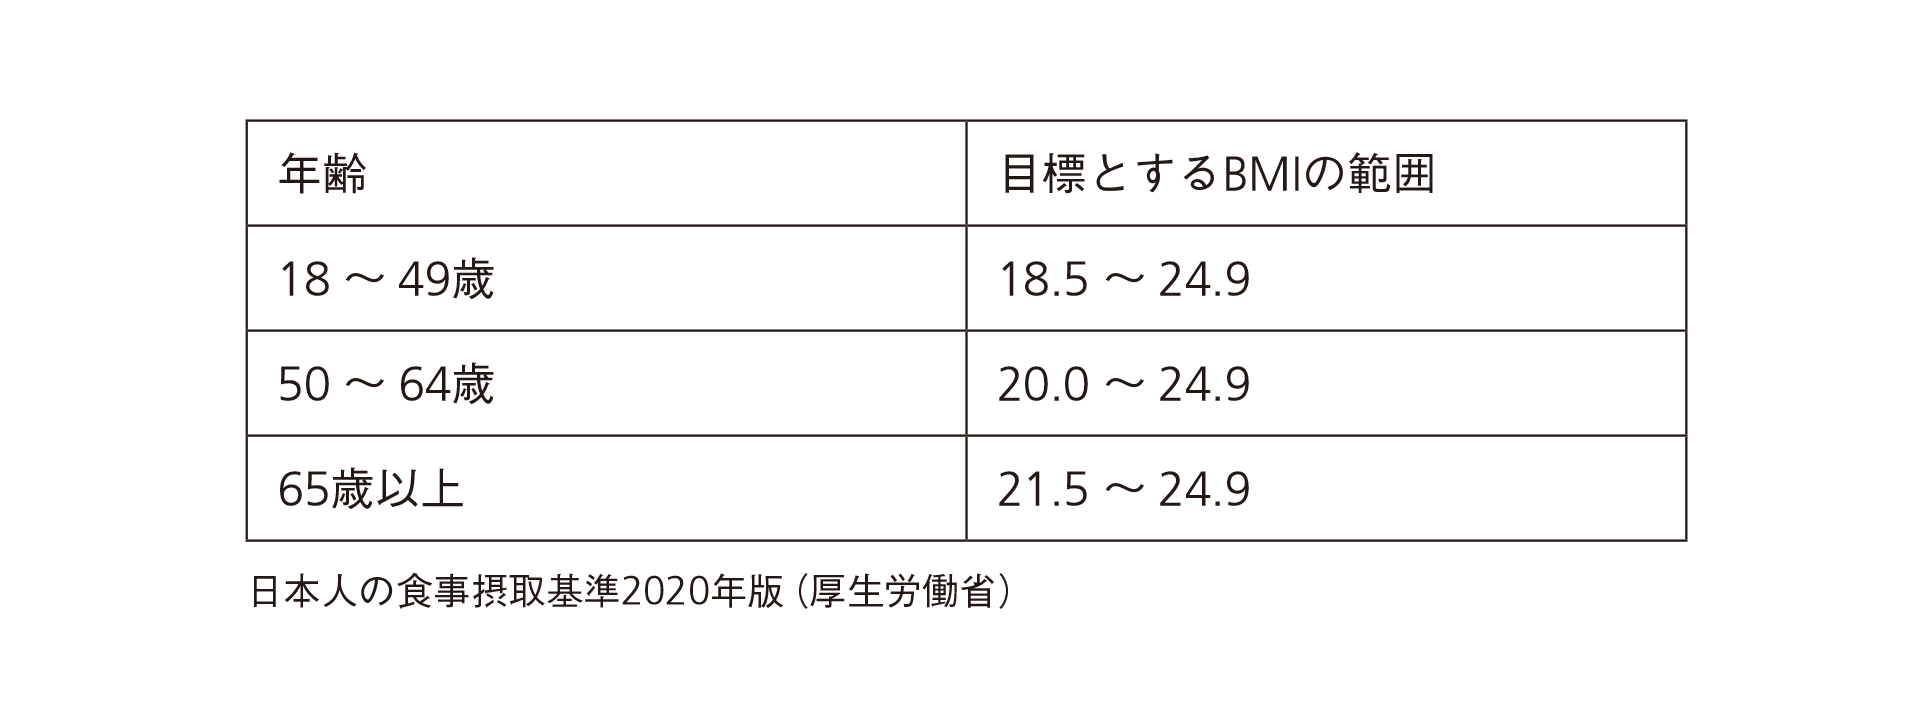 年齢 目標とするBMIの範囲
18 ～ 49歳 18.5 ～ 24.9
50 ～ 64歳 20.0 ～ 24.9
65歳以上 21.5 ～ 24.9
日本人の食事摂取基準2020年版（厚生労働省）